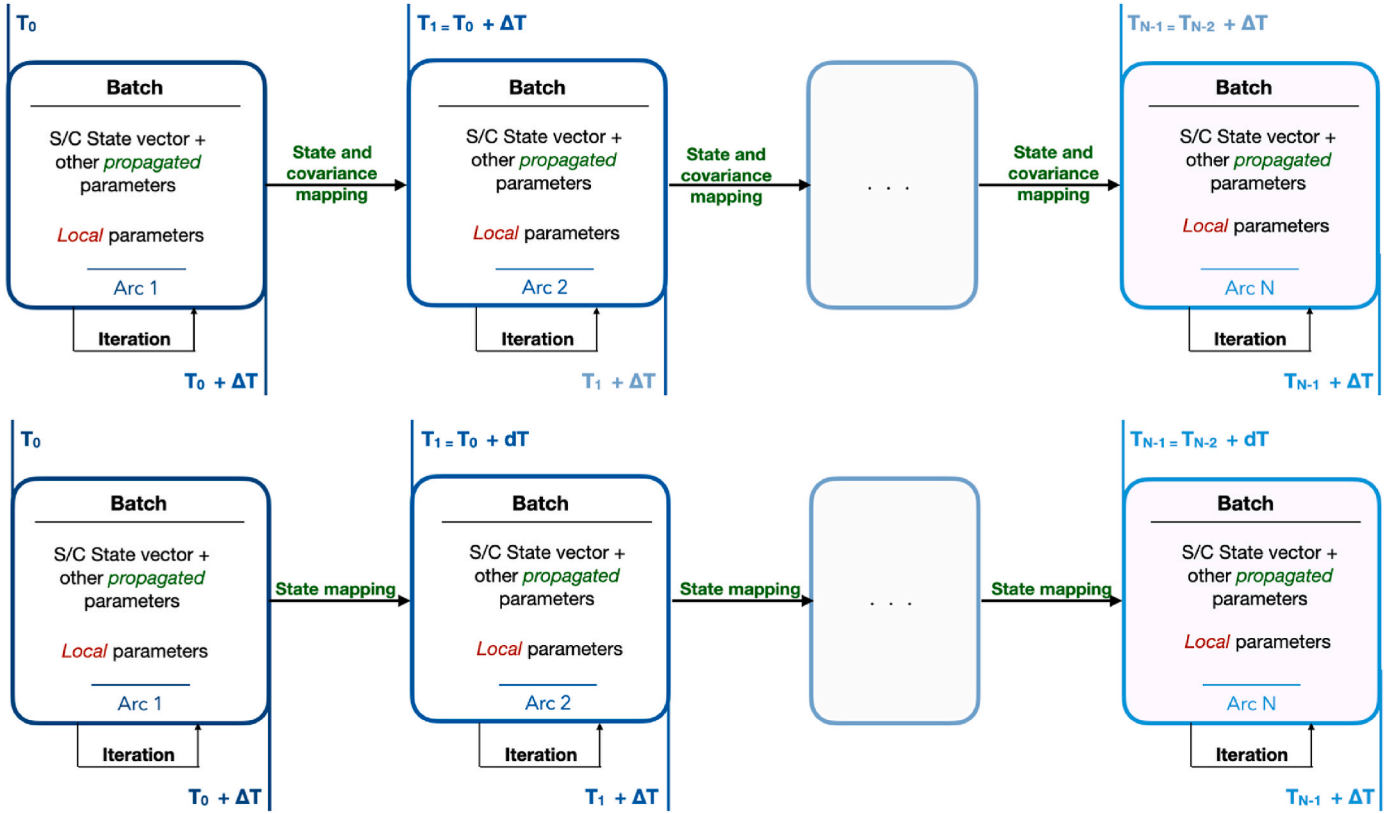 T₀
T₁ = T₀ + ΔT
T_N-1 = T_N-2 + ΔT
Batch
S/C State vector +
other propagated
parameters
Local parameters
Arc 1
Iteration
T₀ + ΔT
State and
covariance
mapping
Batch
S/C State vector +
other propagated
parameters
Local parameters
Arc 2
Iteration
T₁ + ΔT
State and
covariance
mapping
. . .
State and
covariance
mapping
Batch
S/C State vector +
other propagated
parameters
Local parameters
Arc N
Iteration
T_N-1 + ΔT
T₀
T₁ = T₀ + dT
T_N-1 = T_N-2 + dT
Batch
S/C State vector +
other propagated
parameters
Local parameters
Arc 1
Iteration
T₀ + ΔT
State mapping
Batch
S/C State vector +
other propagated
parameters
Local parameters
Arc 2
Iteration
T₁ + ΔT
State mapping
. . .
State mapping
Batch
S/C State vector +
other propagated
parameters
Local parameters
Arc N
Iteration
T_N-1 + ΔT